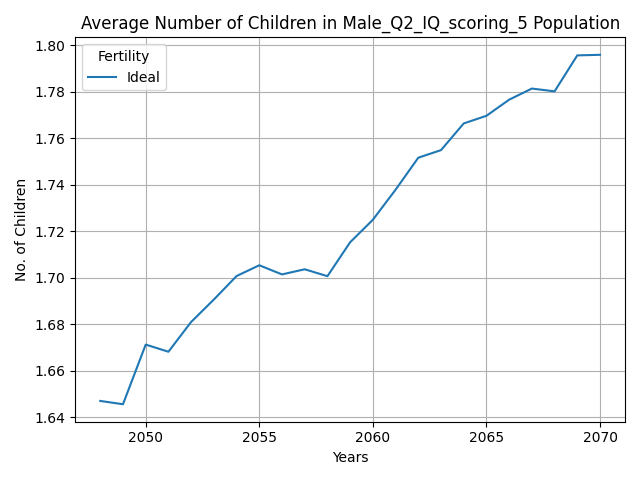 Average Number of Children in Male_Q2_IQ_scoring_5 Population
Fertility
Ideal
No. of Children
1.80
1.78
1.76
1.74
1.72
1.70
1.68
1.66
1.64
2050
2055
2060
2065
2070
Years